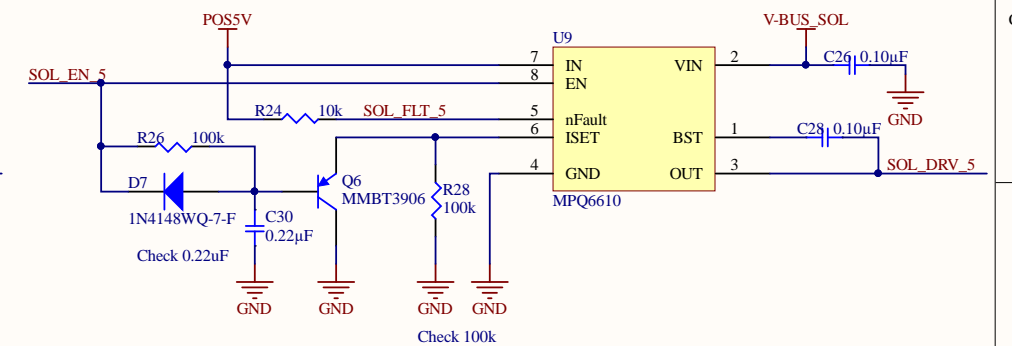 POS5V
V-BUS_SOL
U9
C26 0.10µF
7 IN VIN 2
SOL_EN_5 8 EN
GND
R24 10k SOL_FLT_5 5 nFault
6 ISET BST 1 C28 0.10µF
R26 100k
4 GND OUT 3 SOL_DRV_5
D7
Q6
MMBT3906
R28
100k
MPQ6610
1N4148WQ-7-F
C30
0.22µF
Check 0.22uF
GND GND GND GND
Check 100k